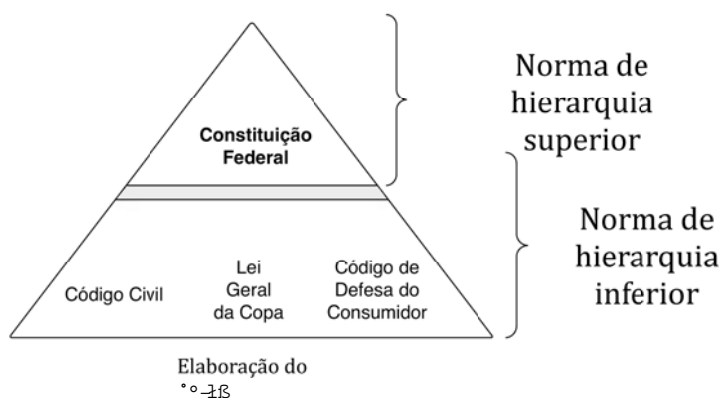 Constituição
Federal
Norma de
hierarquia
superior
Código Civil
Lei
Geral
da Copa
Código de
Defesa do
Consumidor
Norma de
hierarquia
inferior
Elaboração do